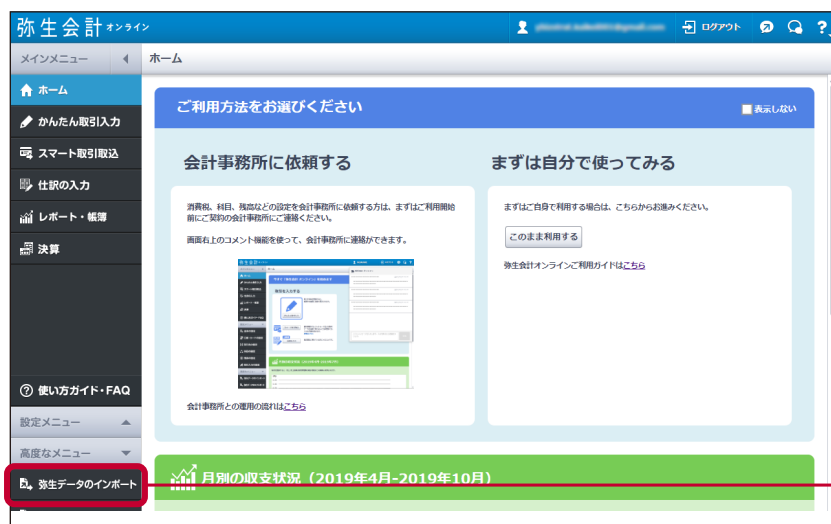 弥生会計 オンライン
ログアウト
?
メインメニュー
ホーム
ホーム
かんたん取引入力
スマート取引取込
仕訳の入力
レポート・帳簿
決算
使い方ガイド・FAQ
設定メニュー
高度なメニュー
弥生データのインポート
ご利用方法をお選びください
表示しない
会計事務所に依頼する
消費税、科目、残高などの設定を会計事務所に依頼する方は、まずはご利用開始
前にご契約の会計事務所にご連絡ください。
画面右上のコメント機能を使って、会計事務所に連絡ができます。
会計事務所との運用の流れはこちら
まずは自分で使ってみる
まずはご自身で利用する場合は、こちらからお進みください。
このまま利用する
弥生会計オンラインご利用ガイドはこちら
月別の収支状況（2019年4月-2019年10月）